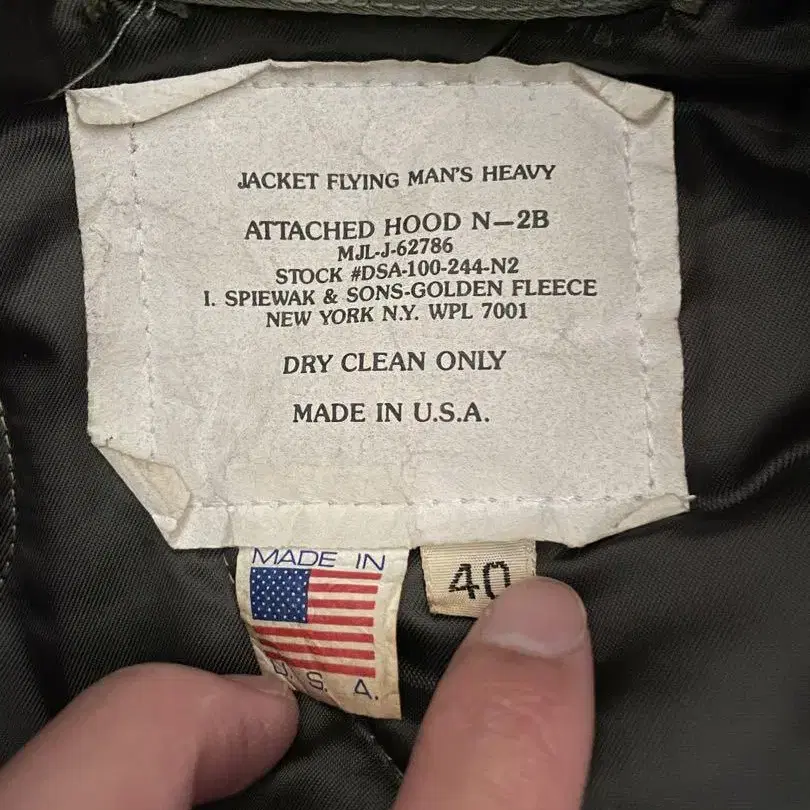 JACKET FLYING MAN'S HEAVY
ATTACHED HOOD N—2B
MJL-J-62786
STOCK #DSA-100-244-N2
I. SPIEWAK & SONS-GOLDEN FLEECE
NEW YORK N.Y. WPL 7001
DRY CLEAN ONLY
MADE IN U.S.A.
MADE IN
U.S.A.
40